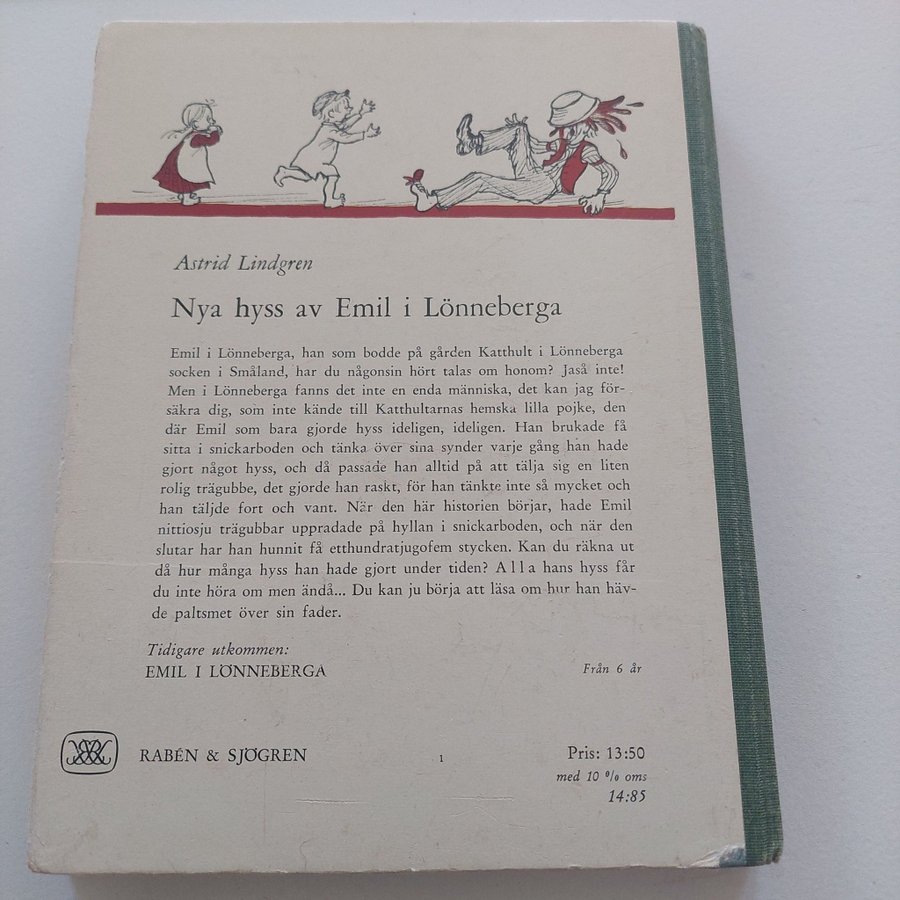 Astrid Lindgren
Nya hyss av Emil i Lönneberga
Emil i Lönneberga, han som bodde på gården Katthult i Lönneberga
socken i Småland, har du någonsin hört talas om honom? Jaså inte!
Men i Lönneberga fanns det inte en enda människa, det kan jag för-
säkra dig, som inte kände till Katthultarnas hemska lilla pojke, den
där Emil som bara gjorde hyss ideligen, ideligen. Han brukade få
sitta i snickarboden och tänka över sina synder varje gång han hade
gjort något hyss, och då passade han alltid på att tälja sig en liten
rolig trägubbe, det gjorde han raskt, för han tänkte inte så mycket och
han täljde fort och vant. När den här historien börjar, hade Emil
nittiosju trägubbar uppradade på hyllan i snickarboden, och när den
slutar har han hunnit få etthundratjugofem stycken. Kan du räkna ut
då hur många hyss han hade gjort under tiden? Alla hans hyss får
du inte höra om men ändå... Du kan ju börja att läsa om hur han häv-
de paltsmet över sin fader.
Tidigare utkommen:
EMIL I LÖNNEBERGA
Från 6 år
RABÉN & SJÖGREN
1
Pris: 13:50
med 10 % oms
14:85